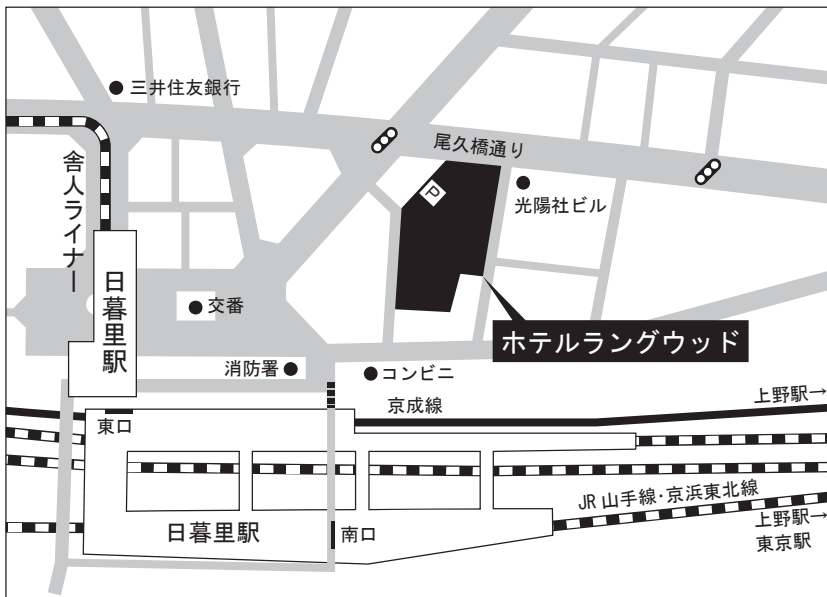 三井住友銀行
尾久橋通り
P
光陽社ビル
舎人ライナー
日暮里駅
交番
ホテルラングウッド
消防署
コンビニ
京成線
上野駅→
東口
JR 山手線・京浜東北線
日暮里駅
南口
上野駅→
東京駅